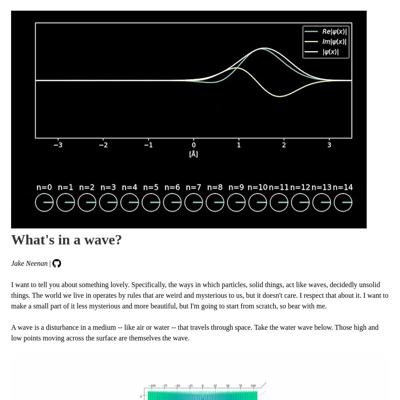 Re|ψ(x)|
Im|ψ(x)|
|ψ(x)|
−3 −2 −1 0 1 2 3
[Å]
n=0 n=1 n=2 n=3 n=4 n=5 n=6 n=7 n=8 n=9 n=10 n=11 n=12 n=13 n=14
What's in a wave?
Jake Neenan |
I want to tell you about something lovely. Specifically, the ways in which particles, solid things, act like waves, decidedly unsolid
things. The world we live in operates by rules that are weird and mysterious to us, but it doesn't care. I respect that about it. I want to
make a small part of it less mysterious and more beautiful, but I'm going to start from scratch, so bear with me.
A wave is a disturbance in a medium -- like air or water -- that travels through space. Take the water wave below. Those high and
low points moving across the surface are themselves the wave.